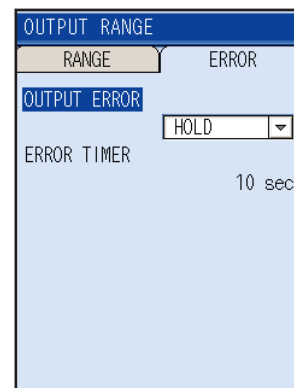 OUTPUT RANGE
RANGE ERROR
OUTPUT ERROR
HOLD
ERROR TIMER
10 sec